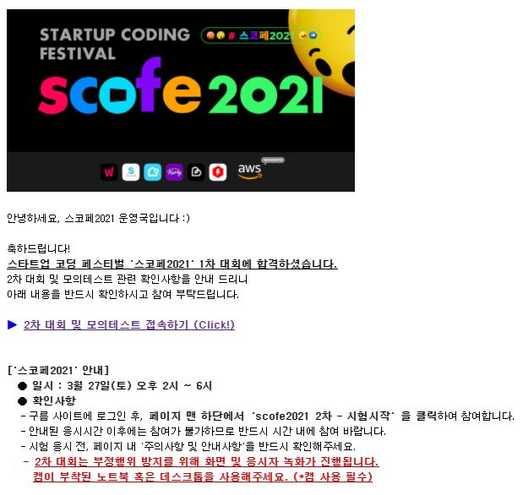 STARTUP CODING
FESTIVAL
# 스코페2021
scofe2021
aws
안녕하세요, 스코페2021 운영국입니다 :)
축하드립니다!
스타트업 코딩 페스티벌 '스코페2021' 1차 대회에 합격하셨습니다.
2차 대회 및 모의테스트 관련 확인사항을 안내 드리니
아래 내용을 반드시 확인하시고 참여 부탁드립니다.
▶ 2차 대회 및 모의테스트 접속하기 (Click!)
['스코페2021' 안내]
● 일시 : 3월 27일(토) 오후 2시 ~ 6시
● 확인사항
- 구름 사이트에 로그인 후, 페이지 맨 하단에서 'scofe2021 2차 - 시험시작' 을 클릭하여 참여합니다.
- 안내된 응시시간 이후에는 참여가 불가하므로 반드시 시간 내에 참여 바랍니다.
- 시험 응시 전, 페이지 내 '주의사항 및 안내사항'을 반드시 확인해주세요.
- 2차 대회는 부정행위 방지를 위해 화면 및 응시자 녹화가 진행됩니다.
캠이 부착된 노트북 혹은 데스크톱을 사용해주세요. (*캠 사용 필수)